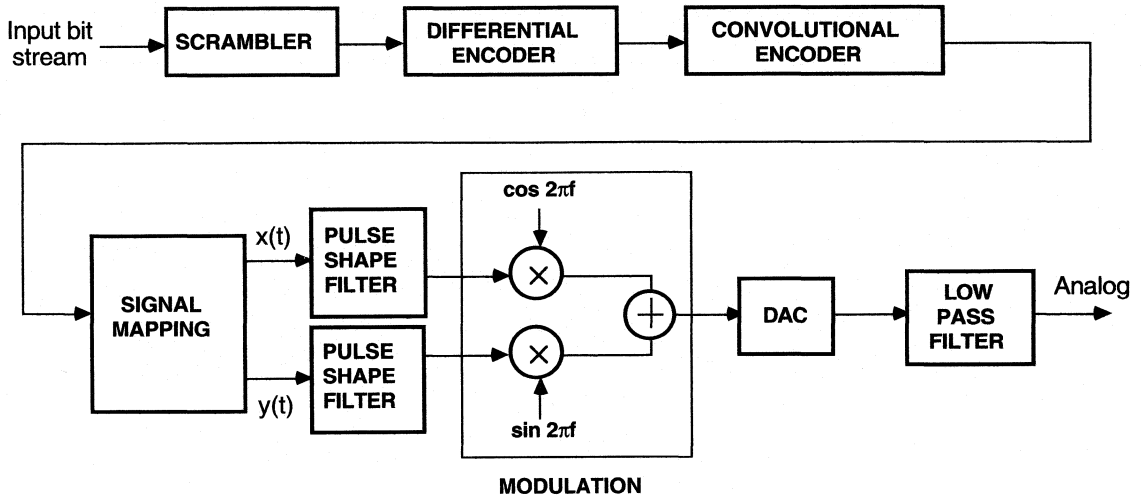 Input bit
stream
SCRAMBLER
DIFFERENTIAL
ENCODER
CONVOLUTIONAL
ENCODER
cos 2πf
x(t)
PULSE
SHAPE
FILTER
SIGNAL
MAPPING
×
+
DAC
LOW
PASS
FILTER
Analog
y(t)
PULSE
SHAPE
FILTER
×
sin 2πf
MODULATION